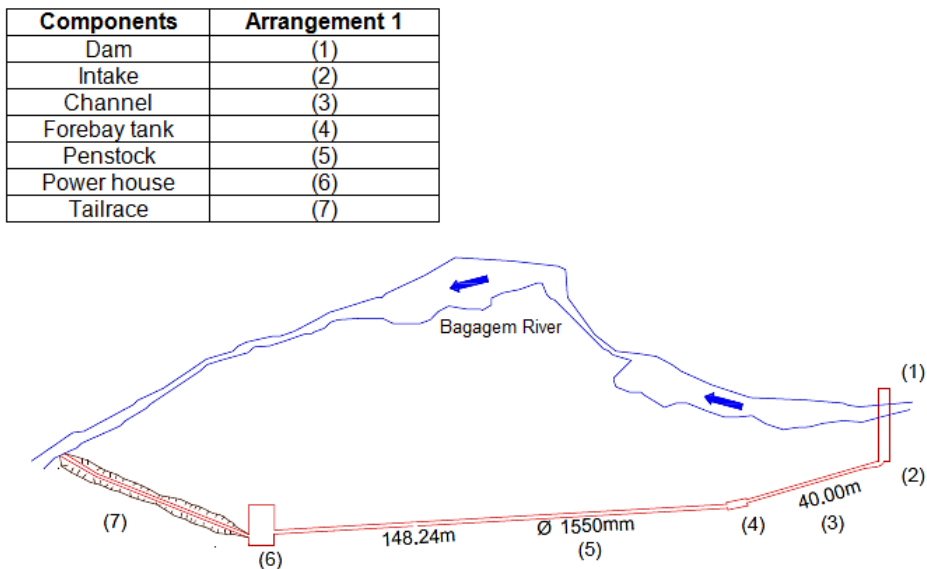 Components Arrangement 1
Dam (1)
Intake (2)
Channel (3)
Forebay tank (4)
Penstock (5)
Power house (6)
Tailrace (7)
Bagagem River
(1)
(2)
40.00m
(3)
(4)
Ø 1550mm
(5)
148.24m
(6)
(7)